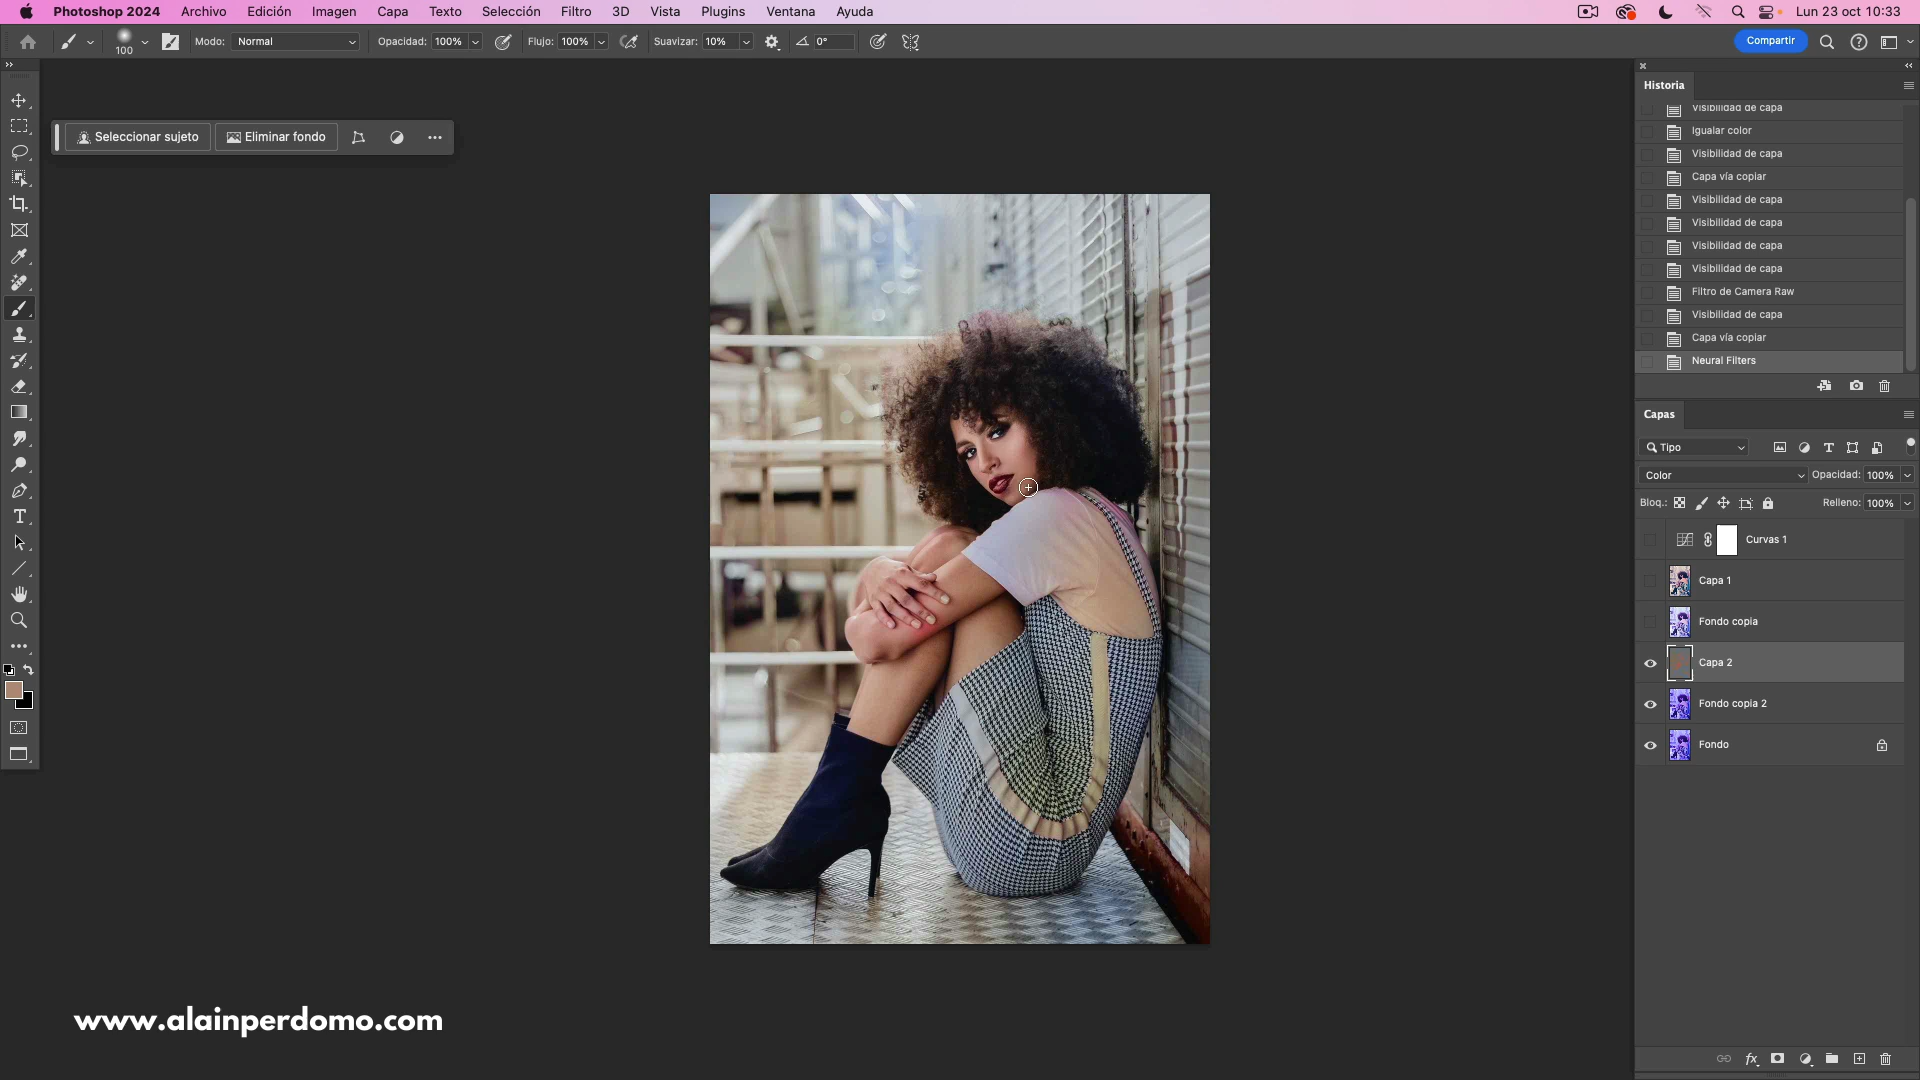 Photoshop 2024 Archivo Edición Imagen Capa Texto Selección Filtro 3D Vista Plugins Ventana Ayuda Lun 23 oct 10:33
100 Modo: Normal Opacidad: 100% Flujo: 100% Suavizar: 10% 0° Compartir
Historia
Seleccionar sujeto Eliminar fondo
Visibilidad de capa
Igualar color
Visibilidad de capa
Capa vía copiar
Visibilidad de capa
Visibilidad de capa
Visibilidad de capa
Visibilidad de capa
Filtro de Camera Raw
Visibilidad de capa
Capa vía copiar
Neural Filters
Capas
Tipo
Color Opacidad: 100%
Bloq.: Relleno: 100%
Curvas 1
Capa 1
Fondo copia
Capa 2
Fondo copia 2
Fondo
www.alainperdomo.com